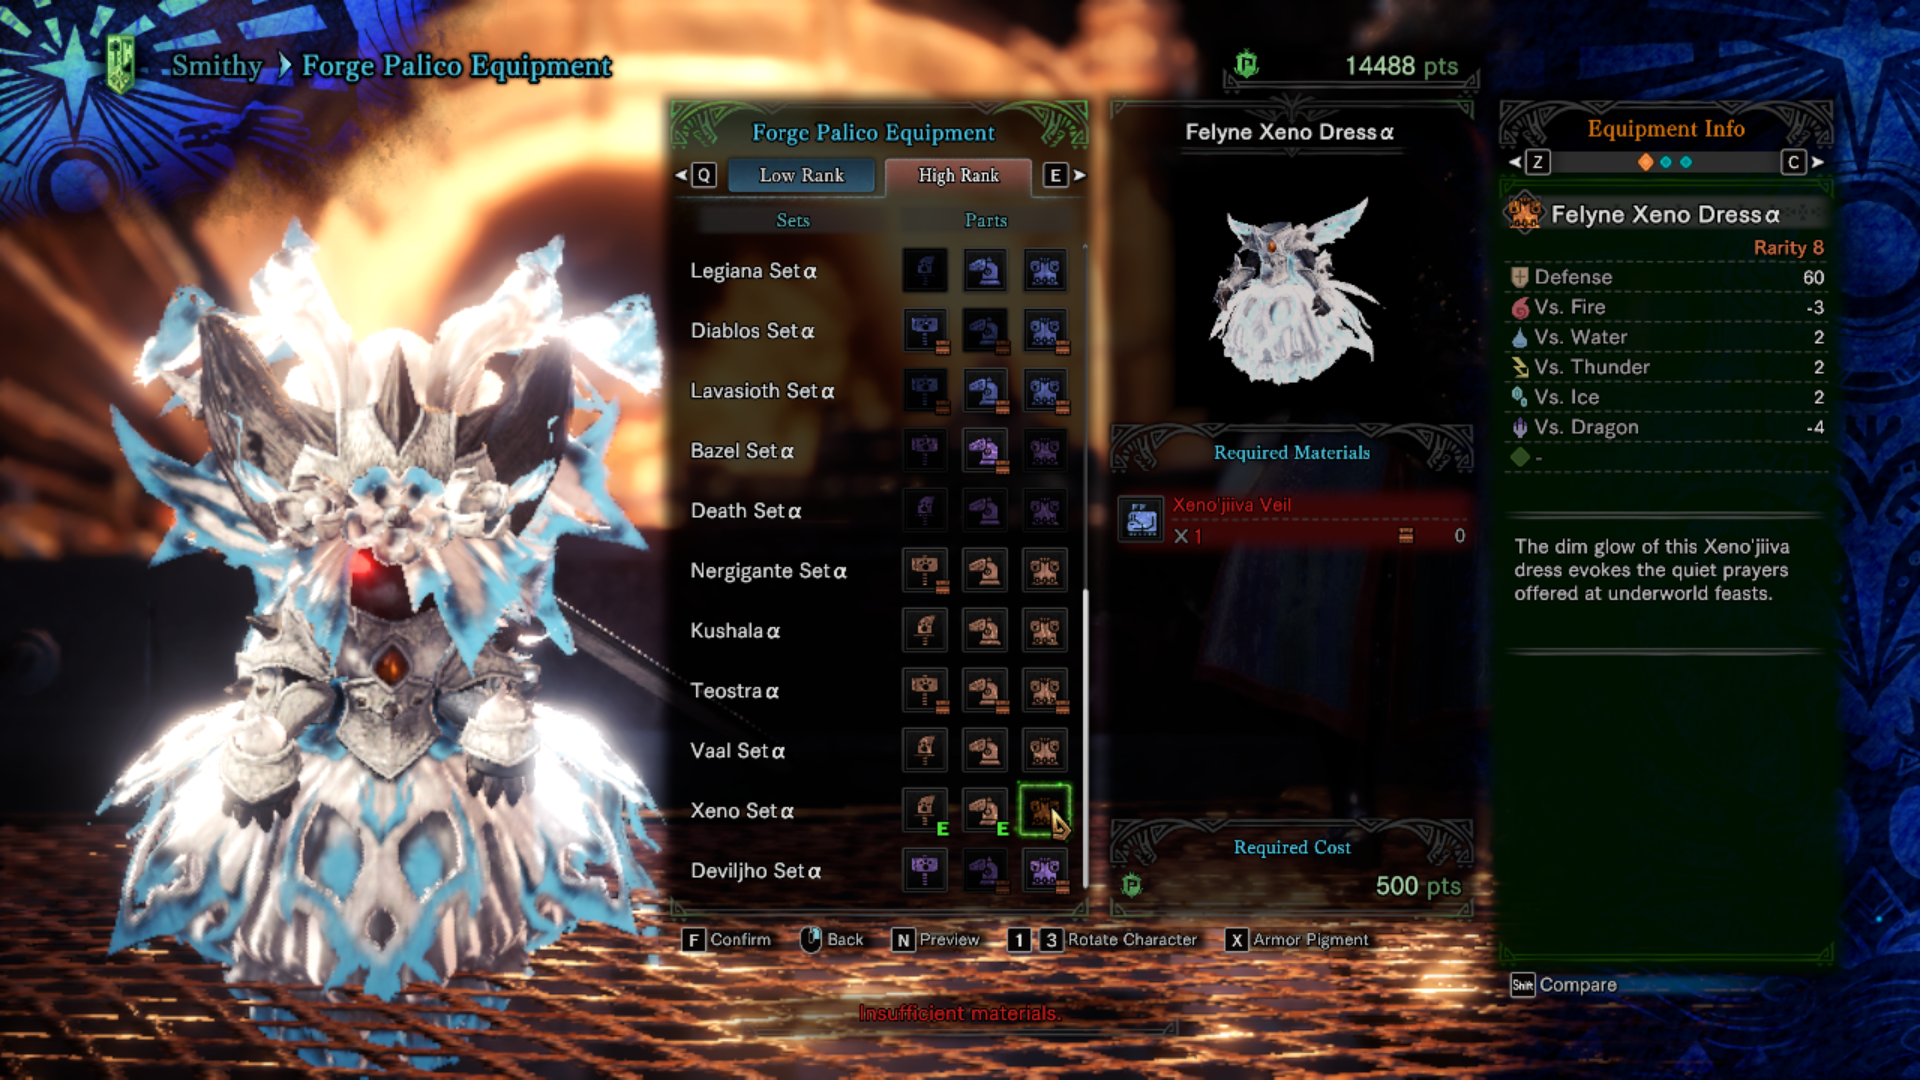 Smithy > Forge Palico Equipment
14488 pts
Forge Palico Equipment
Q Low Rank High Rank E
Sets Parts
Legiana Set α
Diablos Set α
Lavasioth Set α
Bazel Set α
Death Set α
Nergigante Set α
Kushala α
Teostra α
Vaal Set α
Xeno Set α E E
Deviljho Set α
Felyne Xeno Dress α
Required Materials
Xeno'jiiva Veil
X 1 0
Required Cost
500 pts
Equipment Info
Z C
Felyne Xeno Dress α
Rarity 8
Defense 60
Vs. Fire -3
Vs. Water 2
Vs. Thunder 2
Vs. Ice 2
Vs. Dragon -4
-
The dim glow of this Xeno'jiiva
dress evokes the quiet prayers
offered at underworld feasts.
F Confirm Back N Preview 1 3 Rotate Character X Armor Pigment
Shift Compare
Insufficient materials.